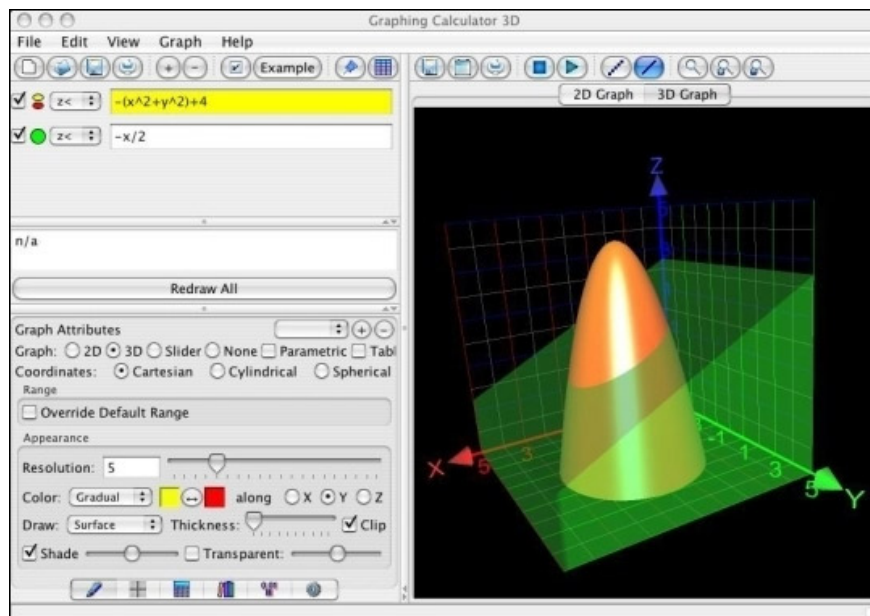 Graphing Calculator 3D
File Edit View Graph Help
Example
z< -(x^2+y^2)+4
z< -x/2
n/a
Redraw All
Graph Attributes
Graph: 2D 3D Slider None Parametric Tabl
Coordinates: Cartesian Cylindrical Spherical
Range
Override Default Range
Appearance
Resolution: 5
Color: Gradual along X Y Z
Draw: Surface Thickness: Clip
Shade Transparent:
2D Graph 3D Graph
Z
X 5 3 -1 1 3 5 Y